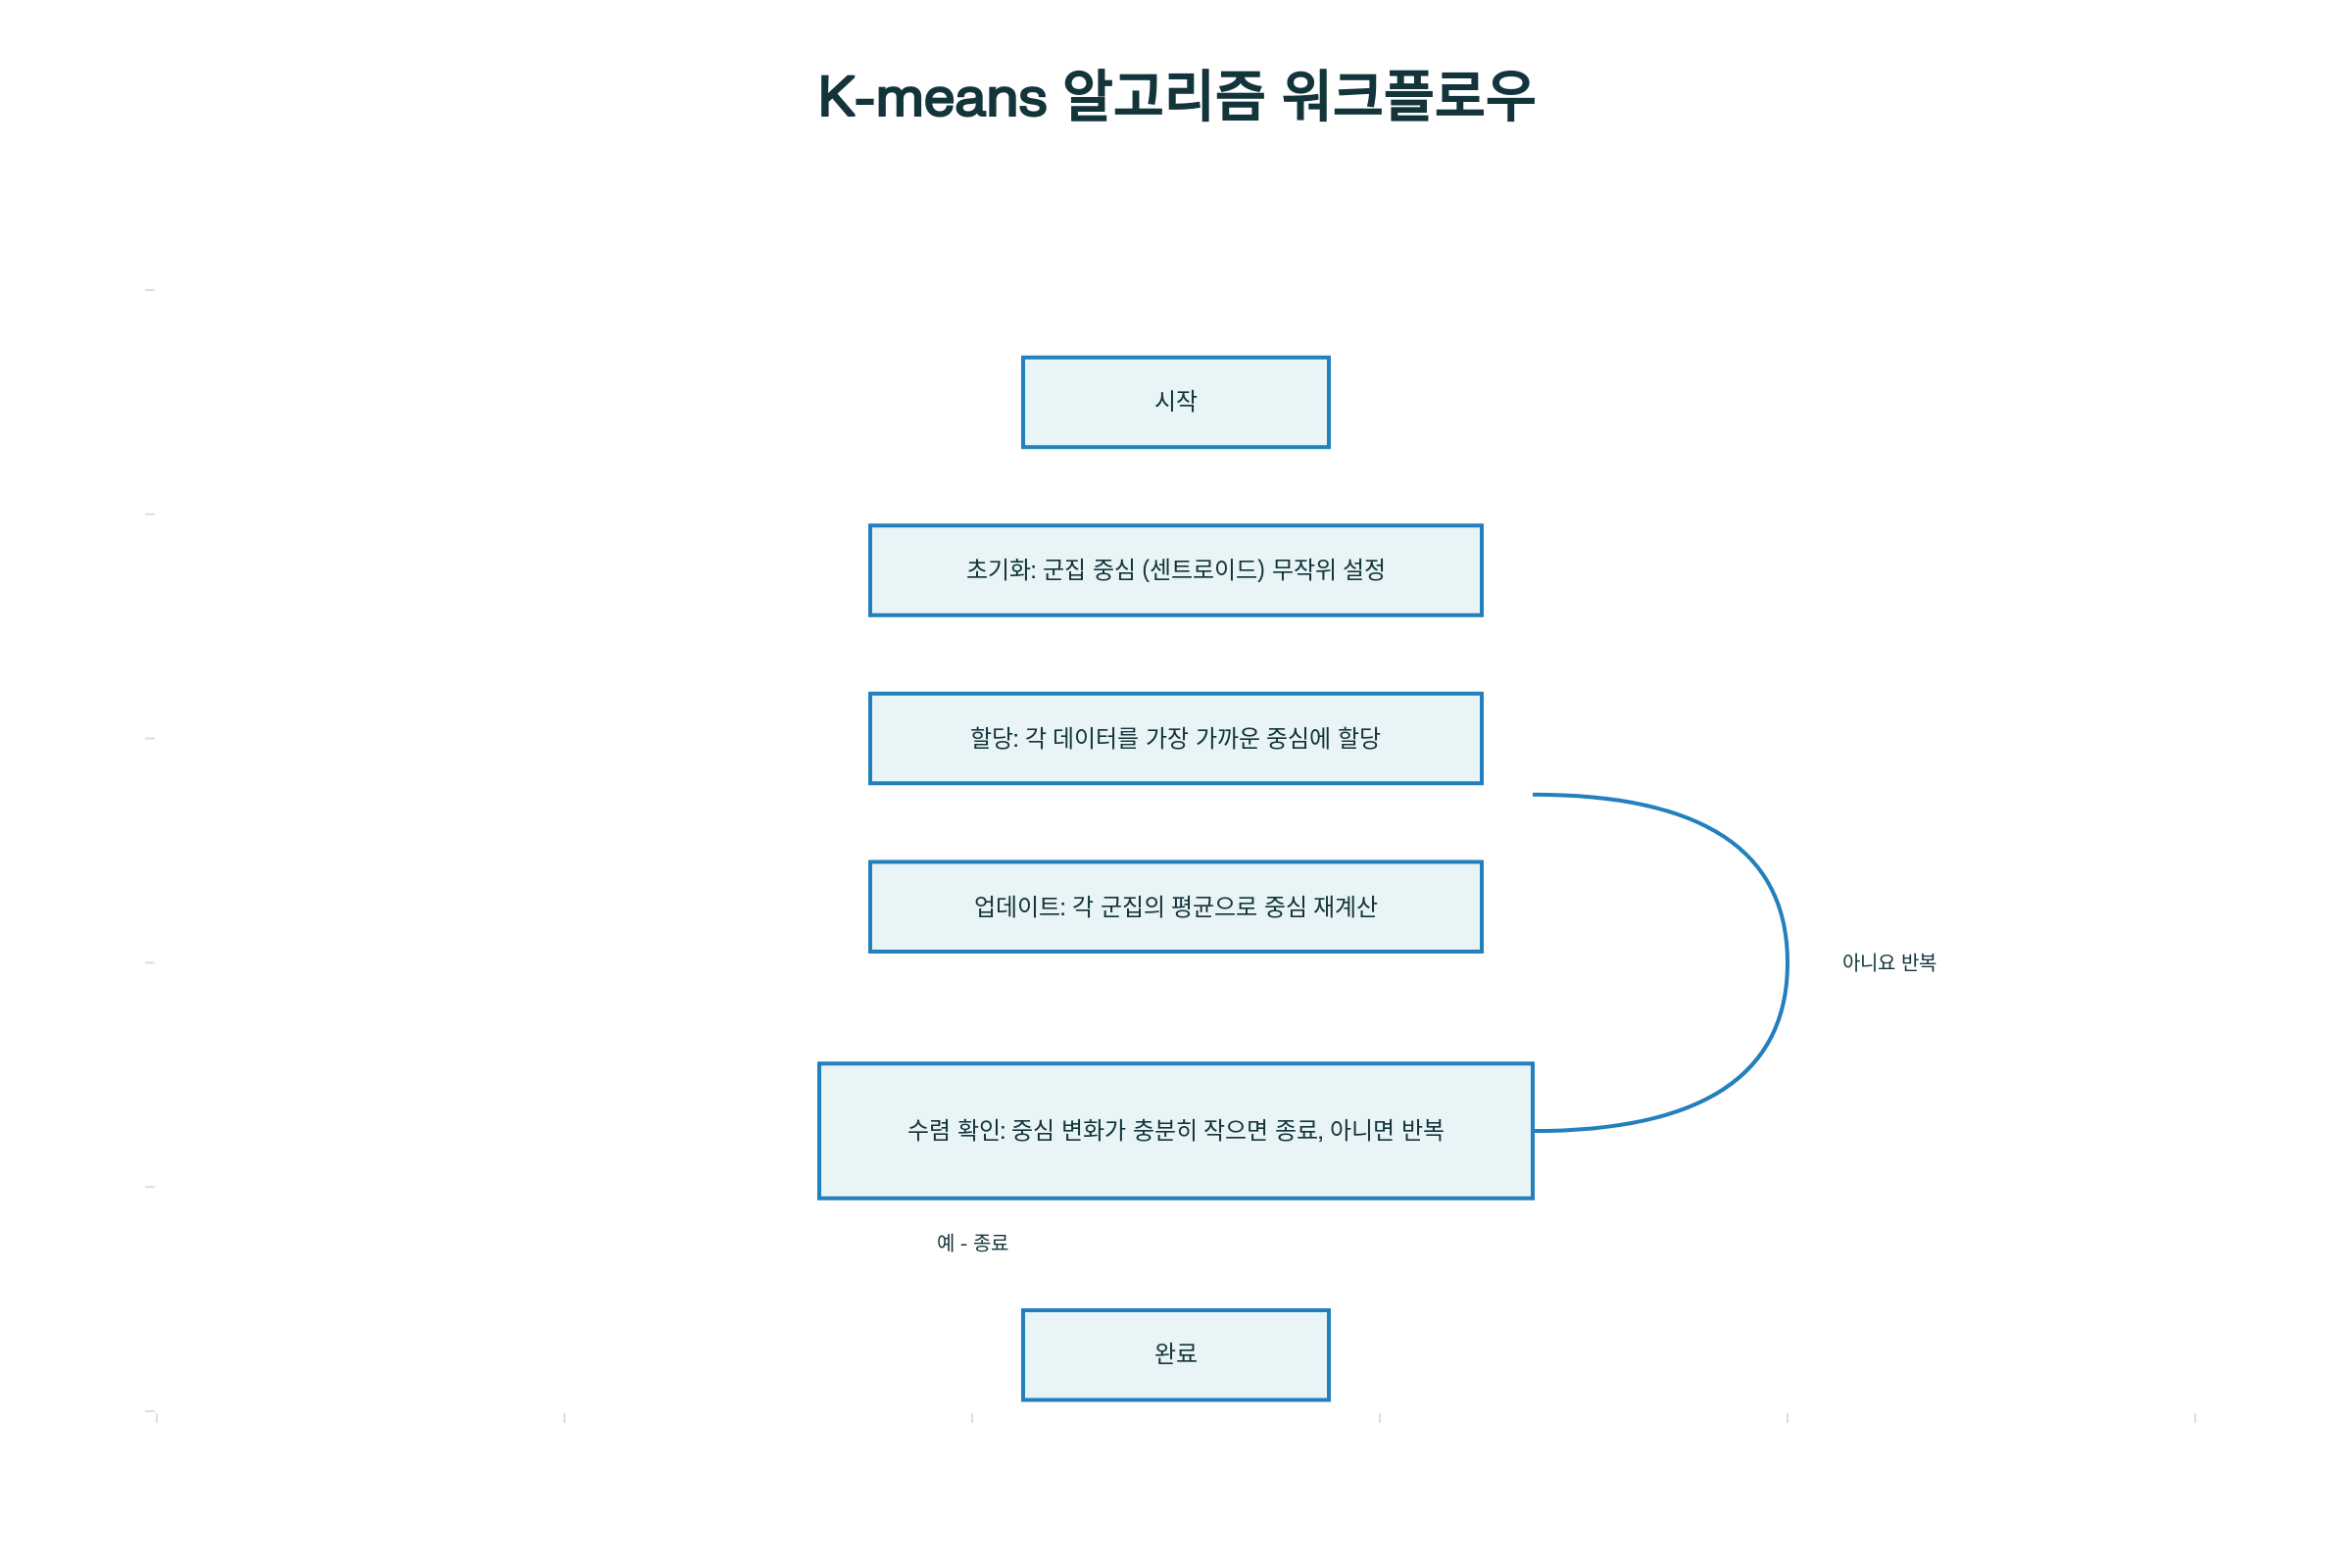 K-means 알고리즘 워크플로우
시작
초기화: 군집 중심 (센트로이드) 무작위 설정
할당: 각 데이터를 가장 가까운 중심에 할당
업데이트: 각 군집의 평균으로 중심 재계산
아니요 반복
수렴 확인: 중심 변화가 충분히 작으면 종료, 아니면 반복
예 - 종료
완료